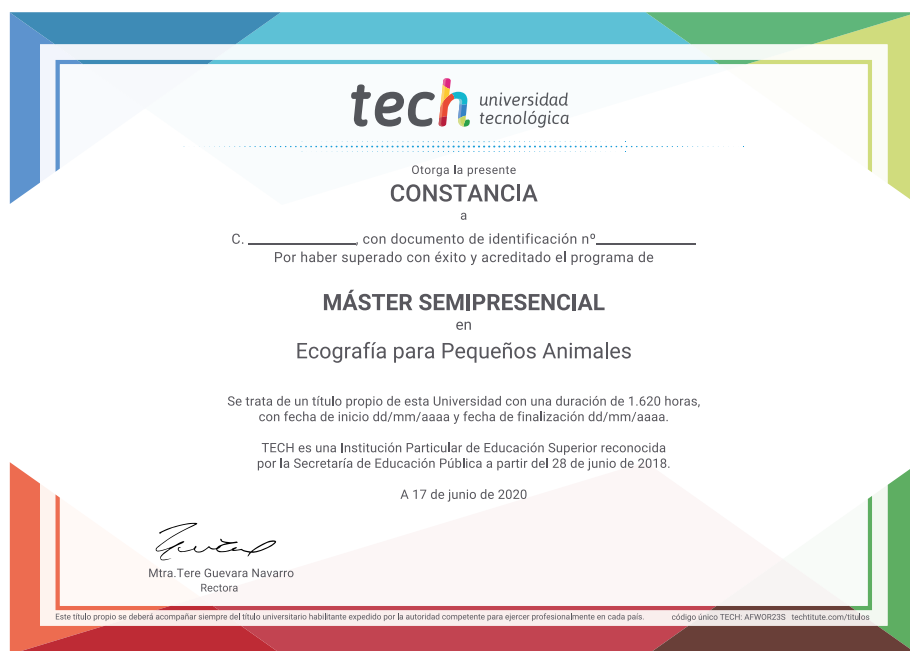 tech universidad
tecnológica
Otorga la presente
CONSTANCIA
a
C. ______________, con documento de identificación nº_____________
Por haber superado con éxito y acreditado el programa de
MÁSTER SEMIPRESENCIAL
en
Ecografía para Pequeños Animales
Se trata de un título propio de esta Universidad con una duración de 1.620 horas,
con fecha de inicio dd/mm/aaaa y fecha de finalización dd/mm/aaaa.
TECH es una Institución Particular de Educación Superior reconocida
por la Secretaría de Educación Pública a partir del 28 de junio de 2018.
A 17 de junio de 2020
Mtra.Tere Guevara Navarro
Rectora
Este título propio se deberá acompañar siempre del título universitario habilitante expedido por la autoridad competente para ejercer profesionalmente en cada país. código único TECH: AFWOR23S techtitute.com/titulos